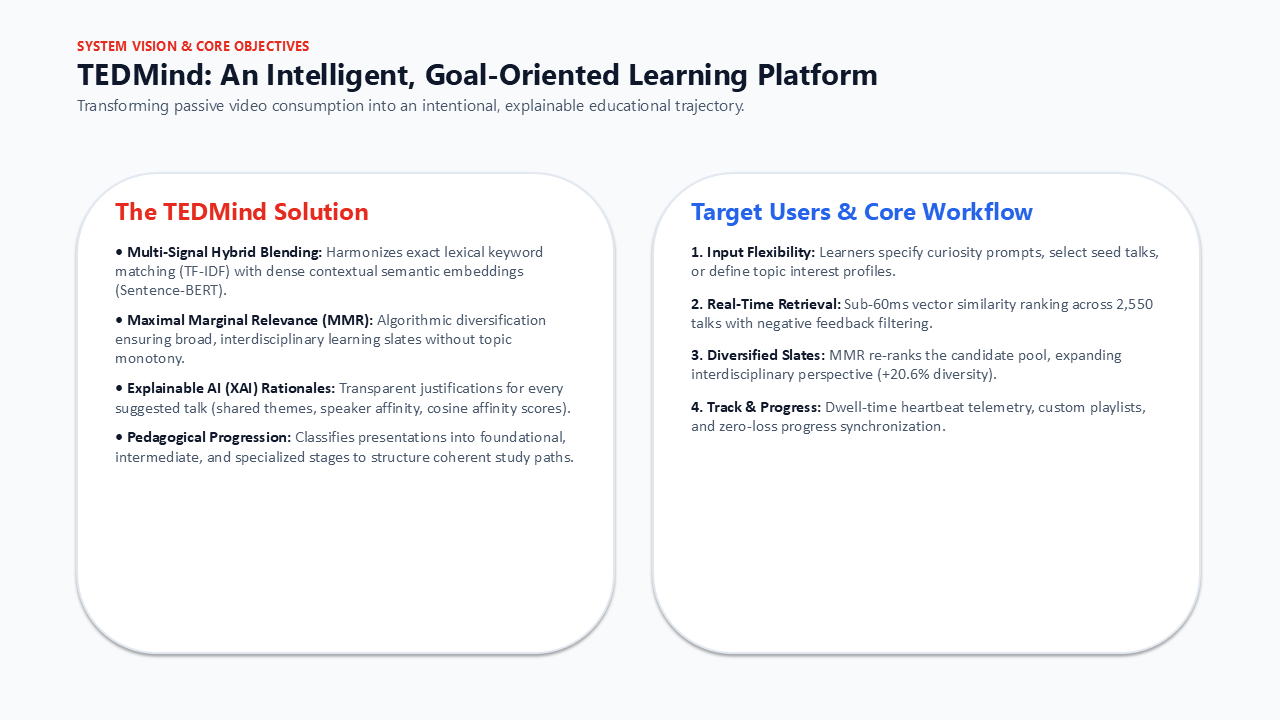 SYSTEM VISION & CORE OBJECTIVES
TEDMind: An Intelligent, Goal-Oriented Learning Platform
Transforming passive video consumption into an intentional, explainable educational trajectory.
The TEDMind Solution
• Multi-Signal Hybrid Blending: Harmonizes exact lexical keyword
matching (TF-IDF) with dense contextual semantic embeddings
(Sentence-BERT).
• Maximal Marginal Relevance (MMR): Algorithmic diversification
ensuring broad, interdisciplinary learning slates without topic
monotony.
• Explainable AI (XAI) Rationales: Transparent justifications for every
suggested talk (shared themes, speaker affinity, cosine affinity scores).
• Pedagogical Progression: Classifies presentations into foundational,
intermediate, and specialized stages to structure coherent study paths.
Target Users & Core Workflow
1. Input Flexibility: Learners specify curiosity prompts, select seed talks,
or define topic interest profiles.
2. Real-Time Retrieval: Sub-60ms vector similarity ranking across 2,550
talks with negative feedback filtering.
3. Diversified Slates: MMR re-ranks the candidate pool, expanding
interdisciplinary perspective (+20.6% diversity).
4. Track & Progress: Dwell-time heartbeat telemetry, custom playlists,
and zero-loss progress synchronization.